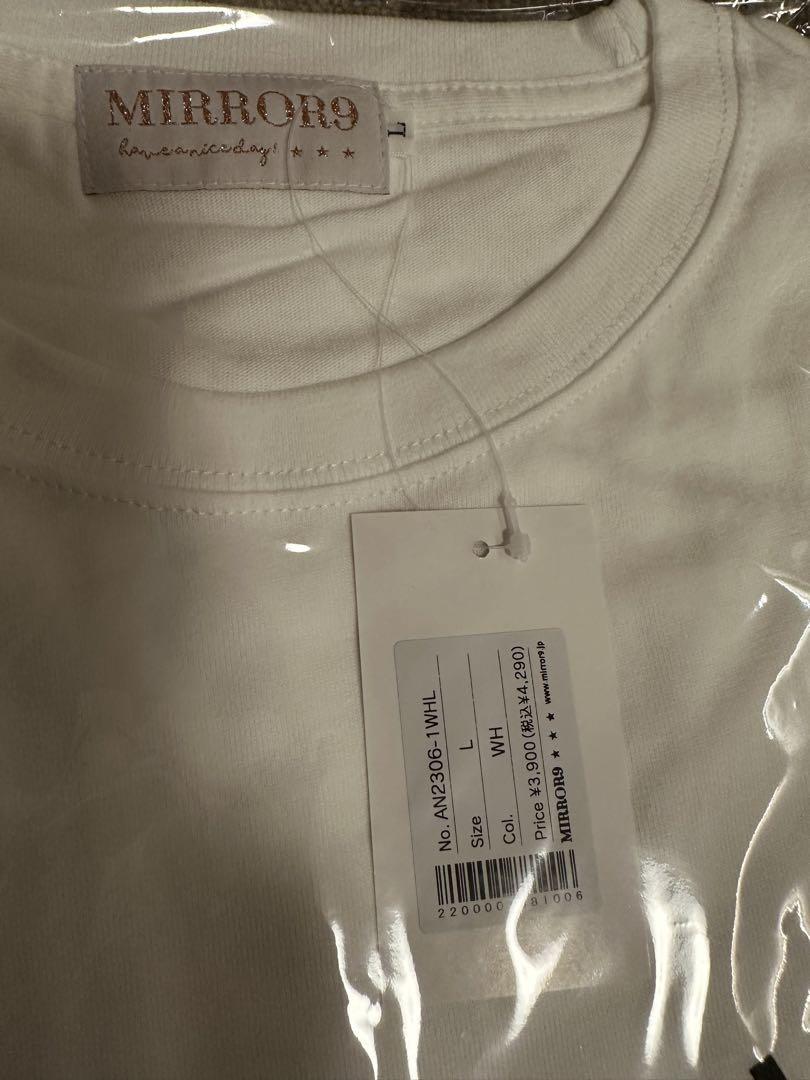 MIRROR9
have a nice day! ★ ★ ★
L
No. AN2306-1WHL
Size L
Col. WH
Price ¥3,900(税込¥4,290)
MIRROR9 ★ ★ ★ www.mirror9.jp